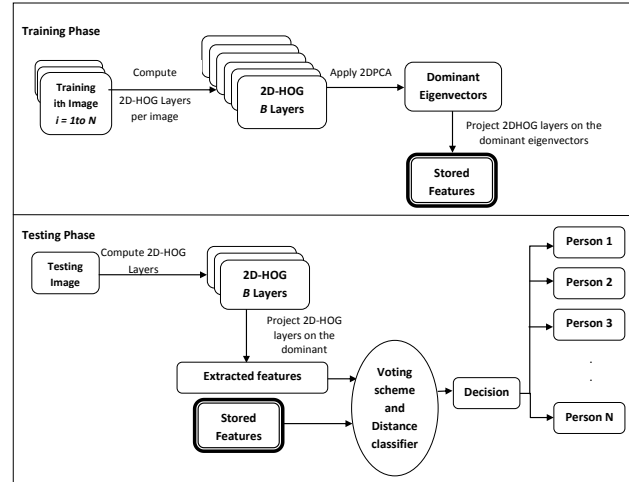 Training Phase
Training
ith Image
i = 1to N
Compute
2D-HOG Layers
per image
2D-HOG
B Layers
Apply 2DPCA
Dominant
Eigenvectors
Project 2DHOG layers on the
dominant eigenvectors
Stored
Features
Testing Phase
Testing
Image
Compute 2D-HOG
Layers
2D-HOG
B Layers
Project 2D-HOG
layers on the
dominant
Extracted features
Stored
Features
Voting
scheme
and
Distance
classifier
Decision
Person 1
Person 2
Person 3
.
.
Person N